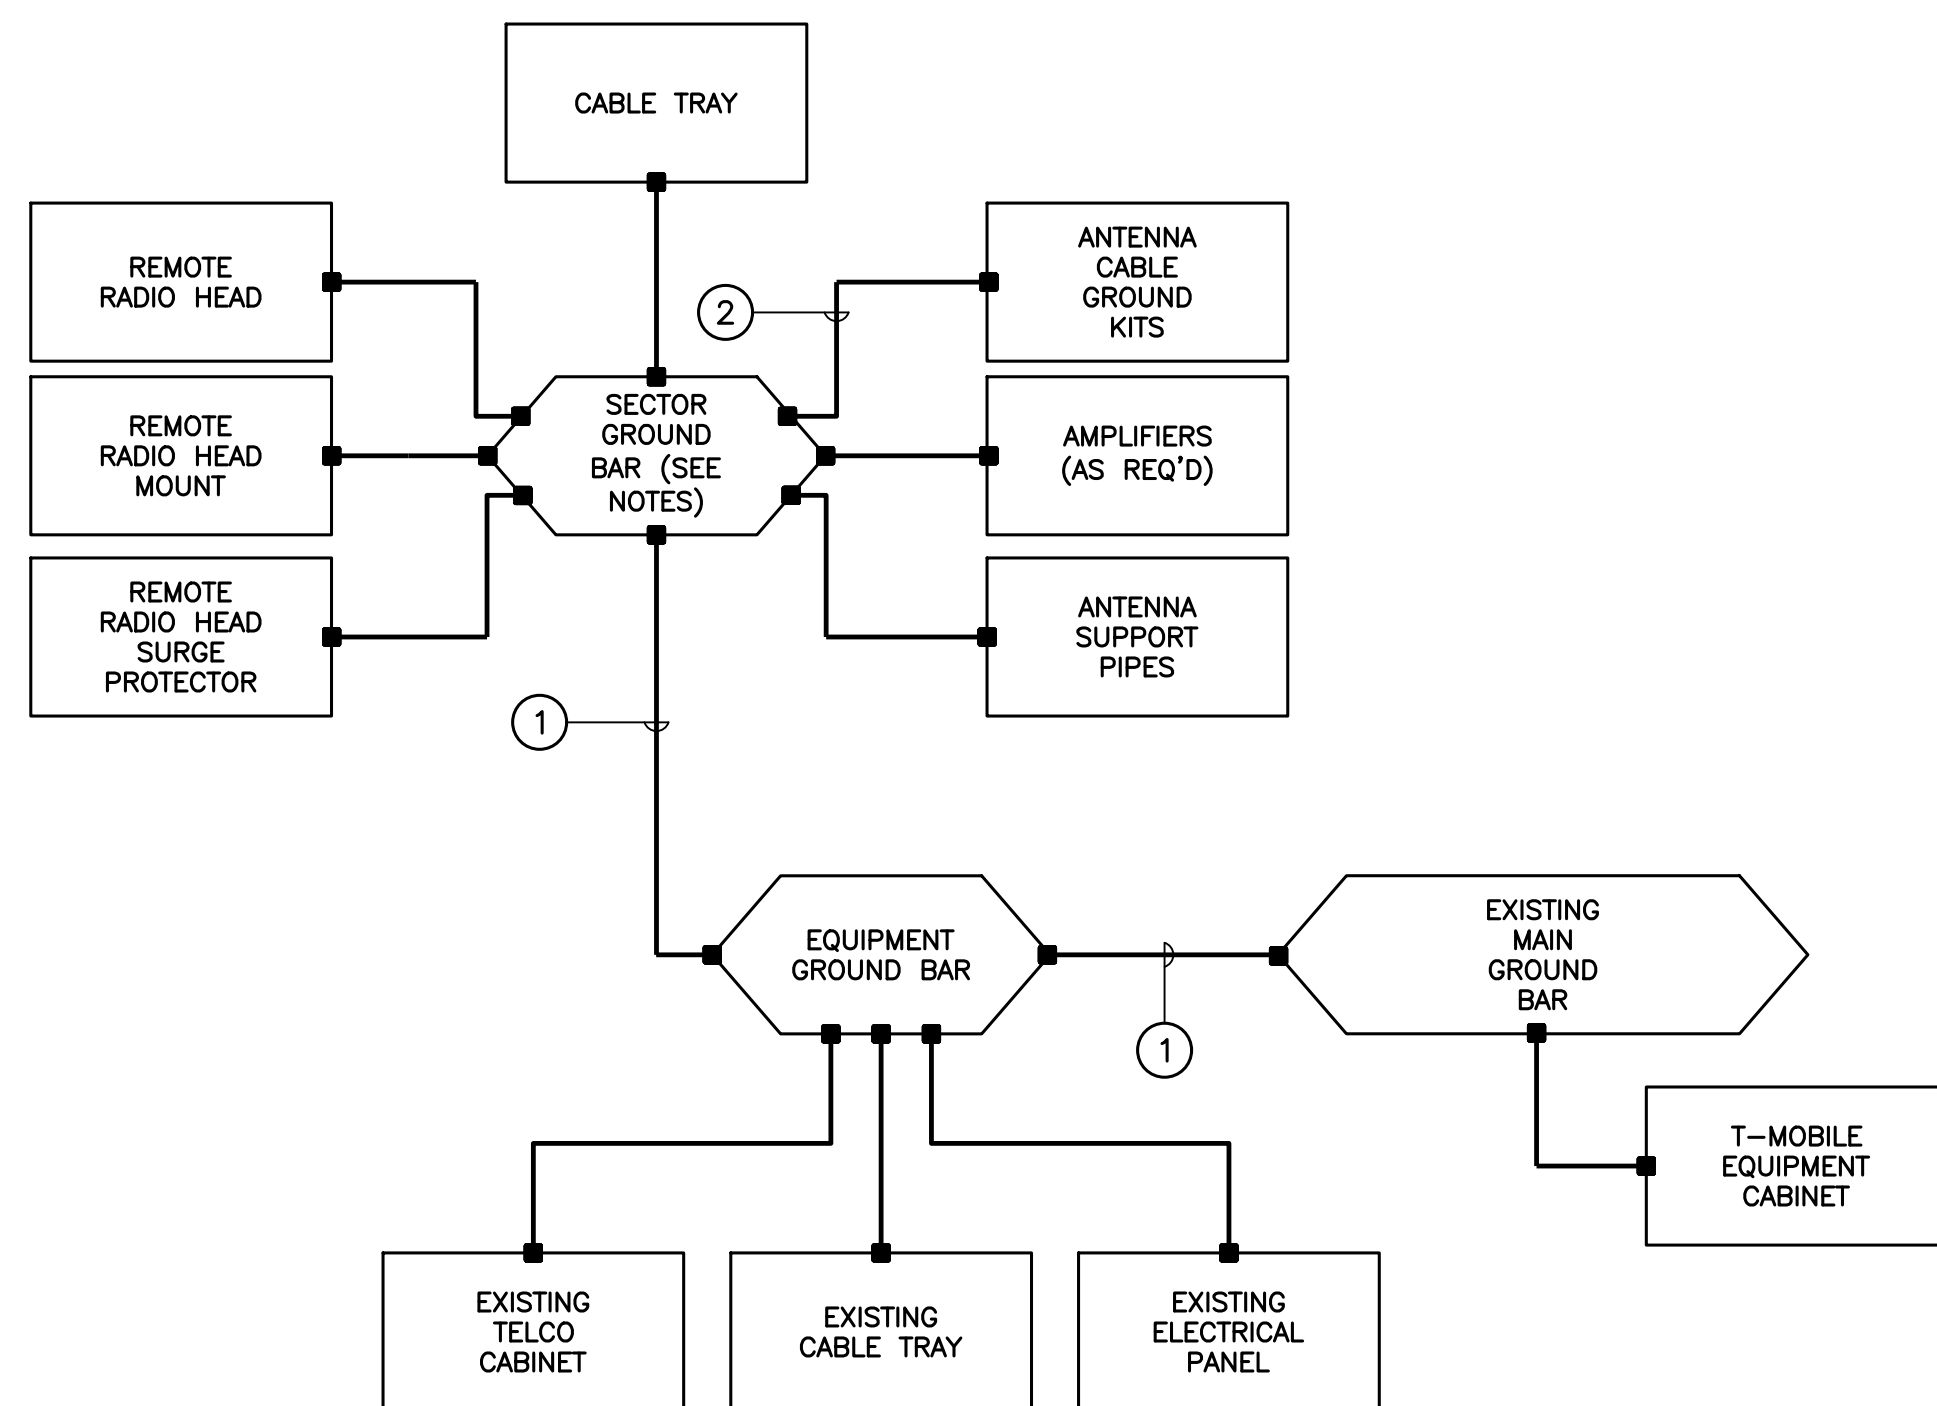 CABLE TRAY
REMOTE
RADIO HEAD
ANTENNA
CABLE
GROUND
KITS
2
REMOTE
RADIO HEAD
MOUNT
SECTOR
GROUND
BAR (SEE
NOTES)
AMPLIFIERS
(AS REQ'D)
REMOTE
RADIO HEAD
SURGE
PROTECTOR
ANTENNA
SUPPORT
PIPES
1
EQUIPMENT
GROUND BAR
EXISTING
MAIN
GROUND
BAR
1
T-MOBILE
EQUIPMENT
CABINET
EXISTING
TELCO
CABINET
EXISTING
CABLE TRAY
EXISTING
ELECTRICAL
PANEL